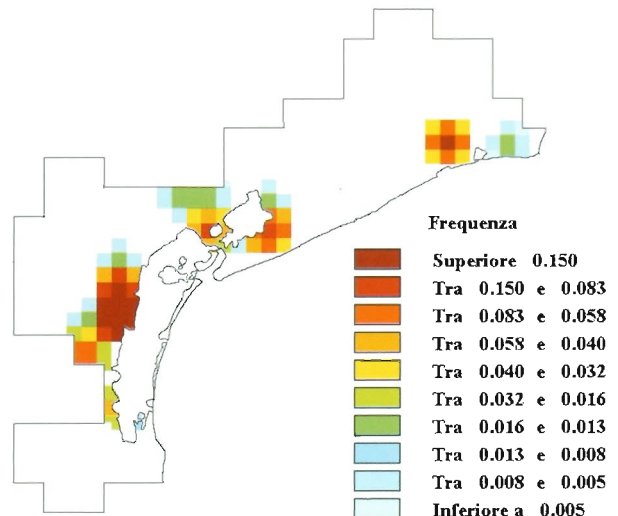 Frequenza
Superiore 0.150
Tra 0.150 e 0.083
Tra 0.083 e 0.058
Tra 0.058 e 0.040
Tra 0.040 e 0.032
Tra 0.032 e 0.016
Tra 0.016 e 0.013
Tra 0.013 e 0.008
Tra 0.008 e 0.005
Inferiore a 0.005